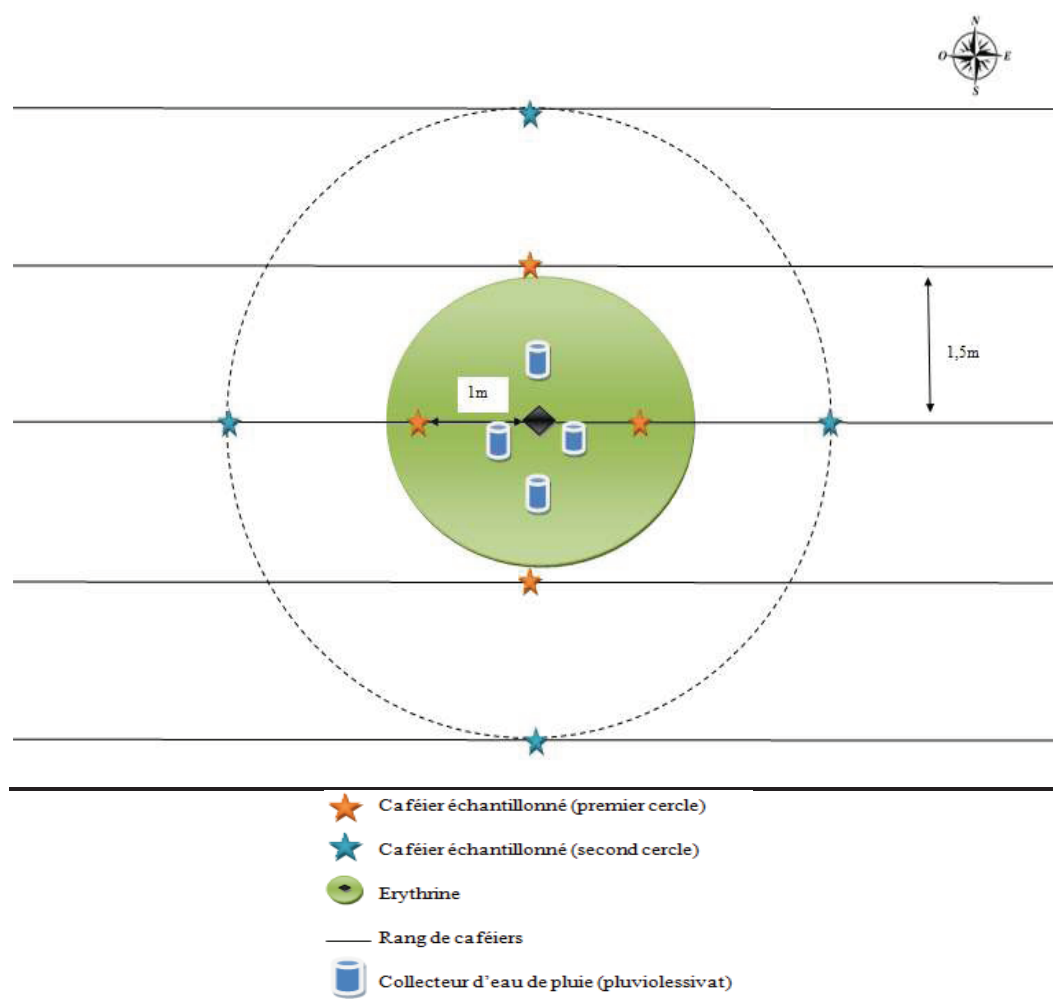 N
O
E
S
1,5m
1m
Caféier échantillonné (premier cercle)
Caféier échantillonné (second cercle)
Erythrine
Rang de caféiers
Collecteur d'eau de pluie (pluviolessivat)